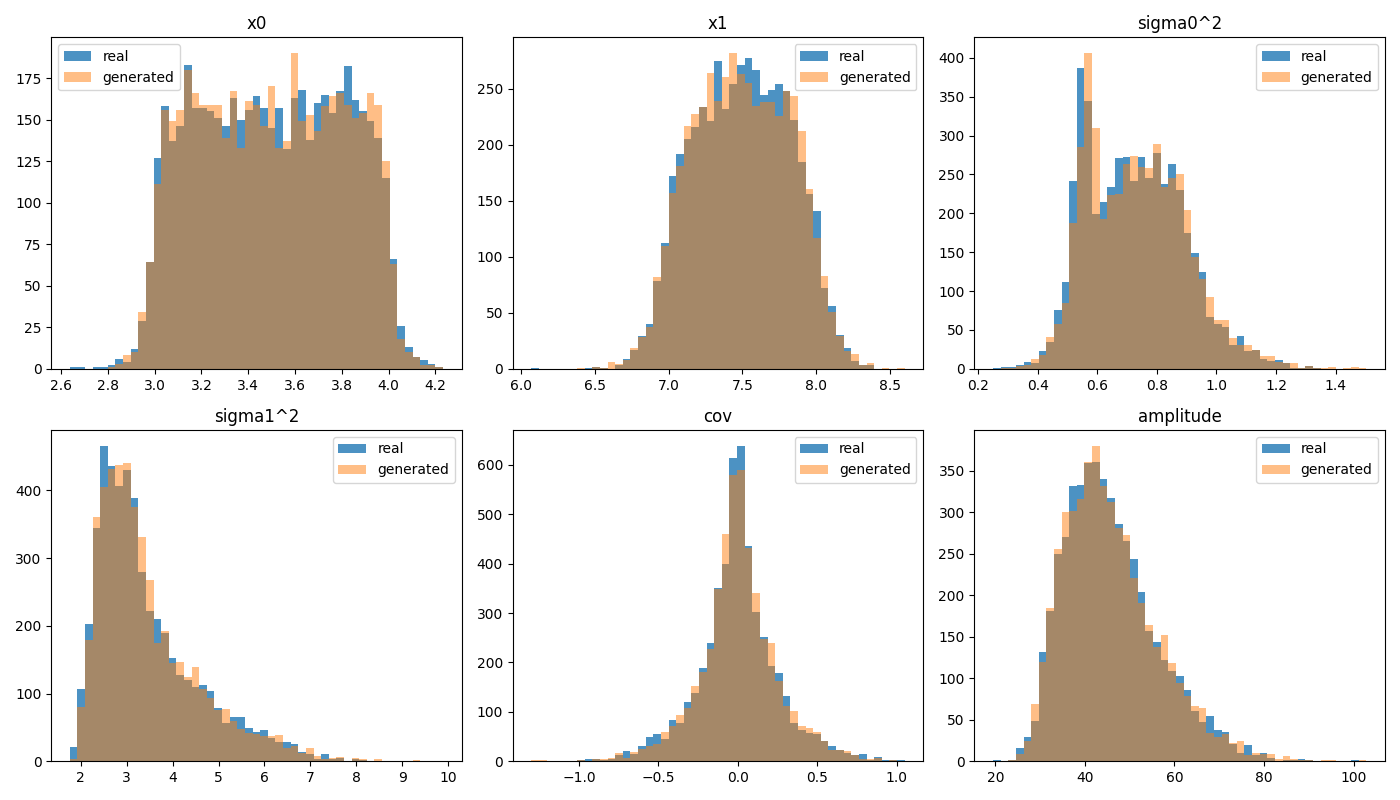 x0
real
generated
175
150
125
100
75
50
25
0
2.6 2.8 3.0 3.2 3.4 3.6 3.8 4.0 4.2
x1
real
generated
250
200
150
100
50
0
6.0 6.5 7.0 7.5 8.0 8.5
sigma0^2
real
generated
400
350
300
250
200
150
100
50
0
0.2 0.4 0.6 0.8 1.0 1.2 1.4
sigma1^2
real
generated
400
300
200
100
0
2 3 4 5 6 7 8 9 10
cov
real
generated
600
500
400
300
200
100
0
−1.0 −0.5 0.0 0.5 1.0
amplitude
real
generated
350
300
250
200
150
100
50
0
20 40 60 80 100